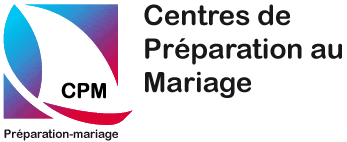 CPM
Préparation-mariage
Centres de
Préparation au
Mariage